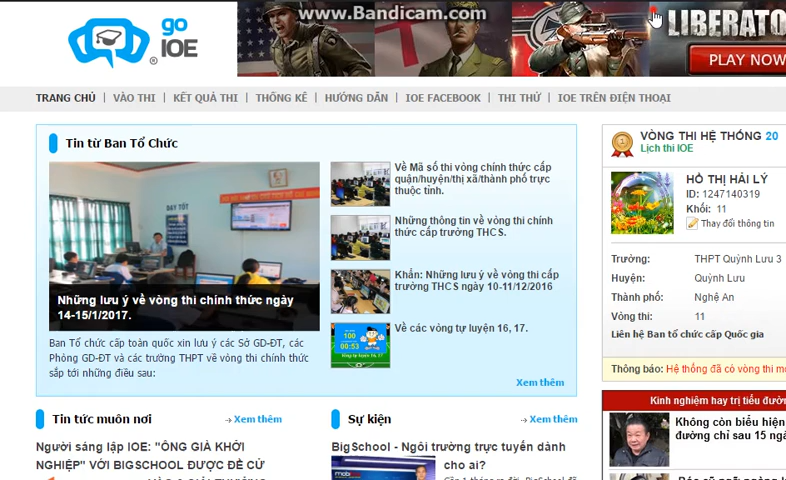 www.Bandicam.com
go
IOE
LIBERATO
PLAY NOW
TRANG CHỦ | VÀO THI | KẾT QUẢ THI | THỐNG KÊ | HƯỚNG DẪN | IOE FACEBOOK | THI THỬ | IOE TRÊN ĐIỆN THOẠI
Tin từ Ban Tổ Chức
DẠY TỐT
Những lưu ý về vòng thi chính thức ngày
14-15/1/2017.
Ban Tổ chức cấp toàn quốc xin lưu ý các Sở GD-ĐT, các
Phòng GD-ĐT và các trường THPT về vòng thi chính thức
sắp tới những điều sau:
Về Mã số thi vòng chính thức cấp
quận/huyện/thị xã/thành phố trực
thuộc tỉnh.
Những thông tin về vòng thi chính
thức cấp trường THCS.
Khẩn: Những lưu ý về vòng thi cấp
trường THCS ngày 10-11/12/2016
100
00:53
Về các vòng tự luyện 16, 17.
Xem thêm
VÒNG THI HỆ THỐNG 20
Lịch thi IOE
HỒ THỊ HẢI LÝ
ID: 1247140319
Khối: 11
Thay đổi thông tin
Trường: THPT Quỳnh Lưu 3
Huyện: Quỳnh Lưu
Thành phố: Nghệ An
Vòng thi: 11
Liên hệ Ban tổ chức cấp Quốc gia
Thông báo: Hệ thống đã có vòng thi
Kinh nghiệm hay trị tiểu đườ
Không còn biểu hiện
đường chỉ sau 15 ng
Tin tức muôn nơi
Xem thêm
Người sáng lập IOE: "ÔNG GIÀ KHỞI
NGHIỆP" VỚI BIGSCHOOL ĐƯỢC ĐỀ CỬ
Sự kiện
Xem thêm
BigSchool - Ngôi trường trực tuyến dành
cho ai?